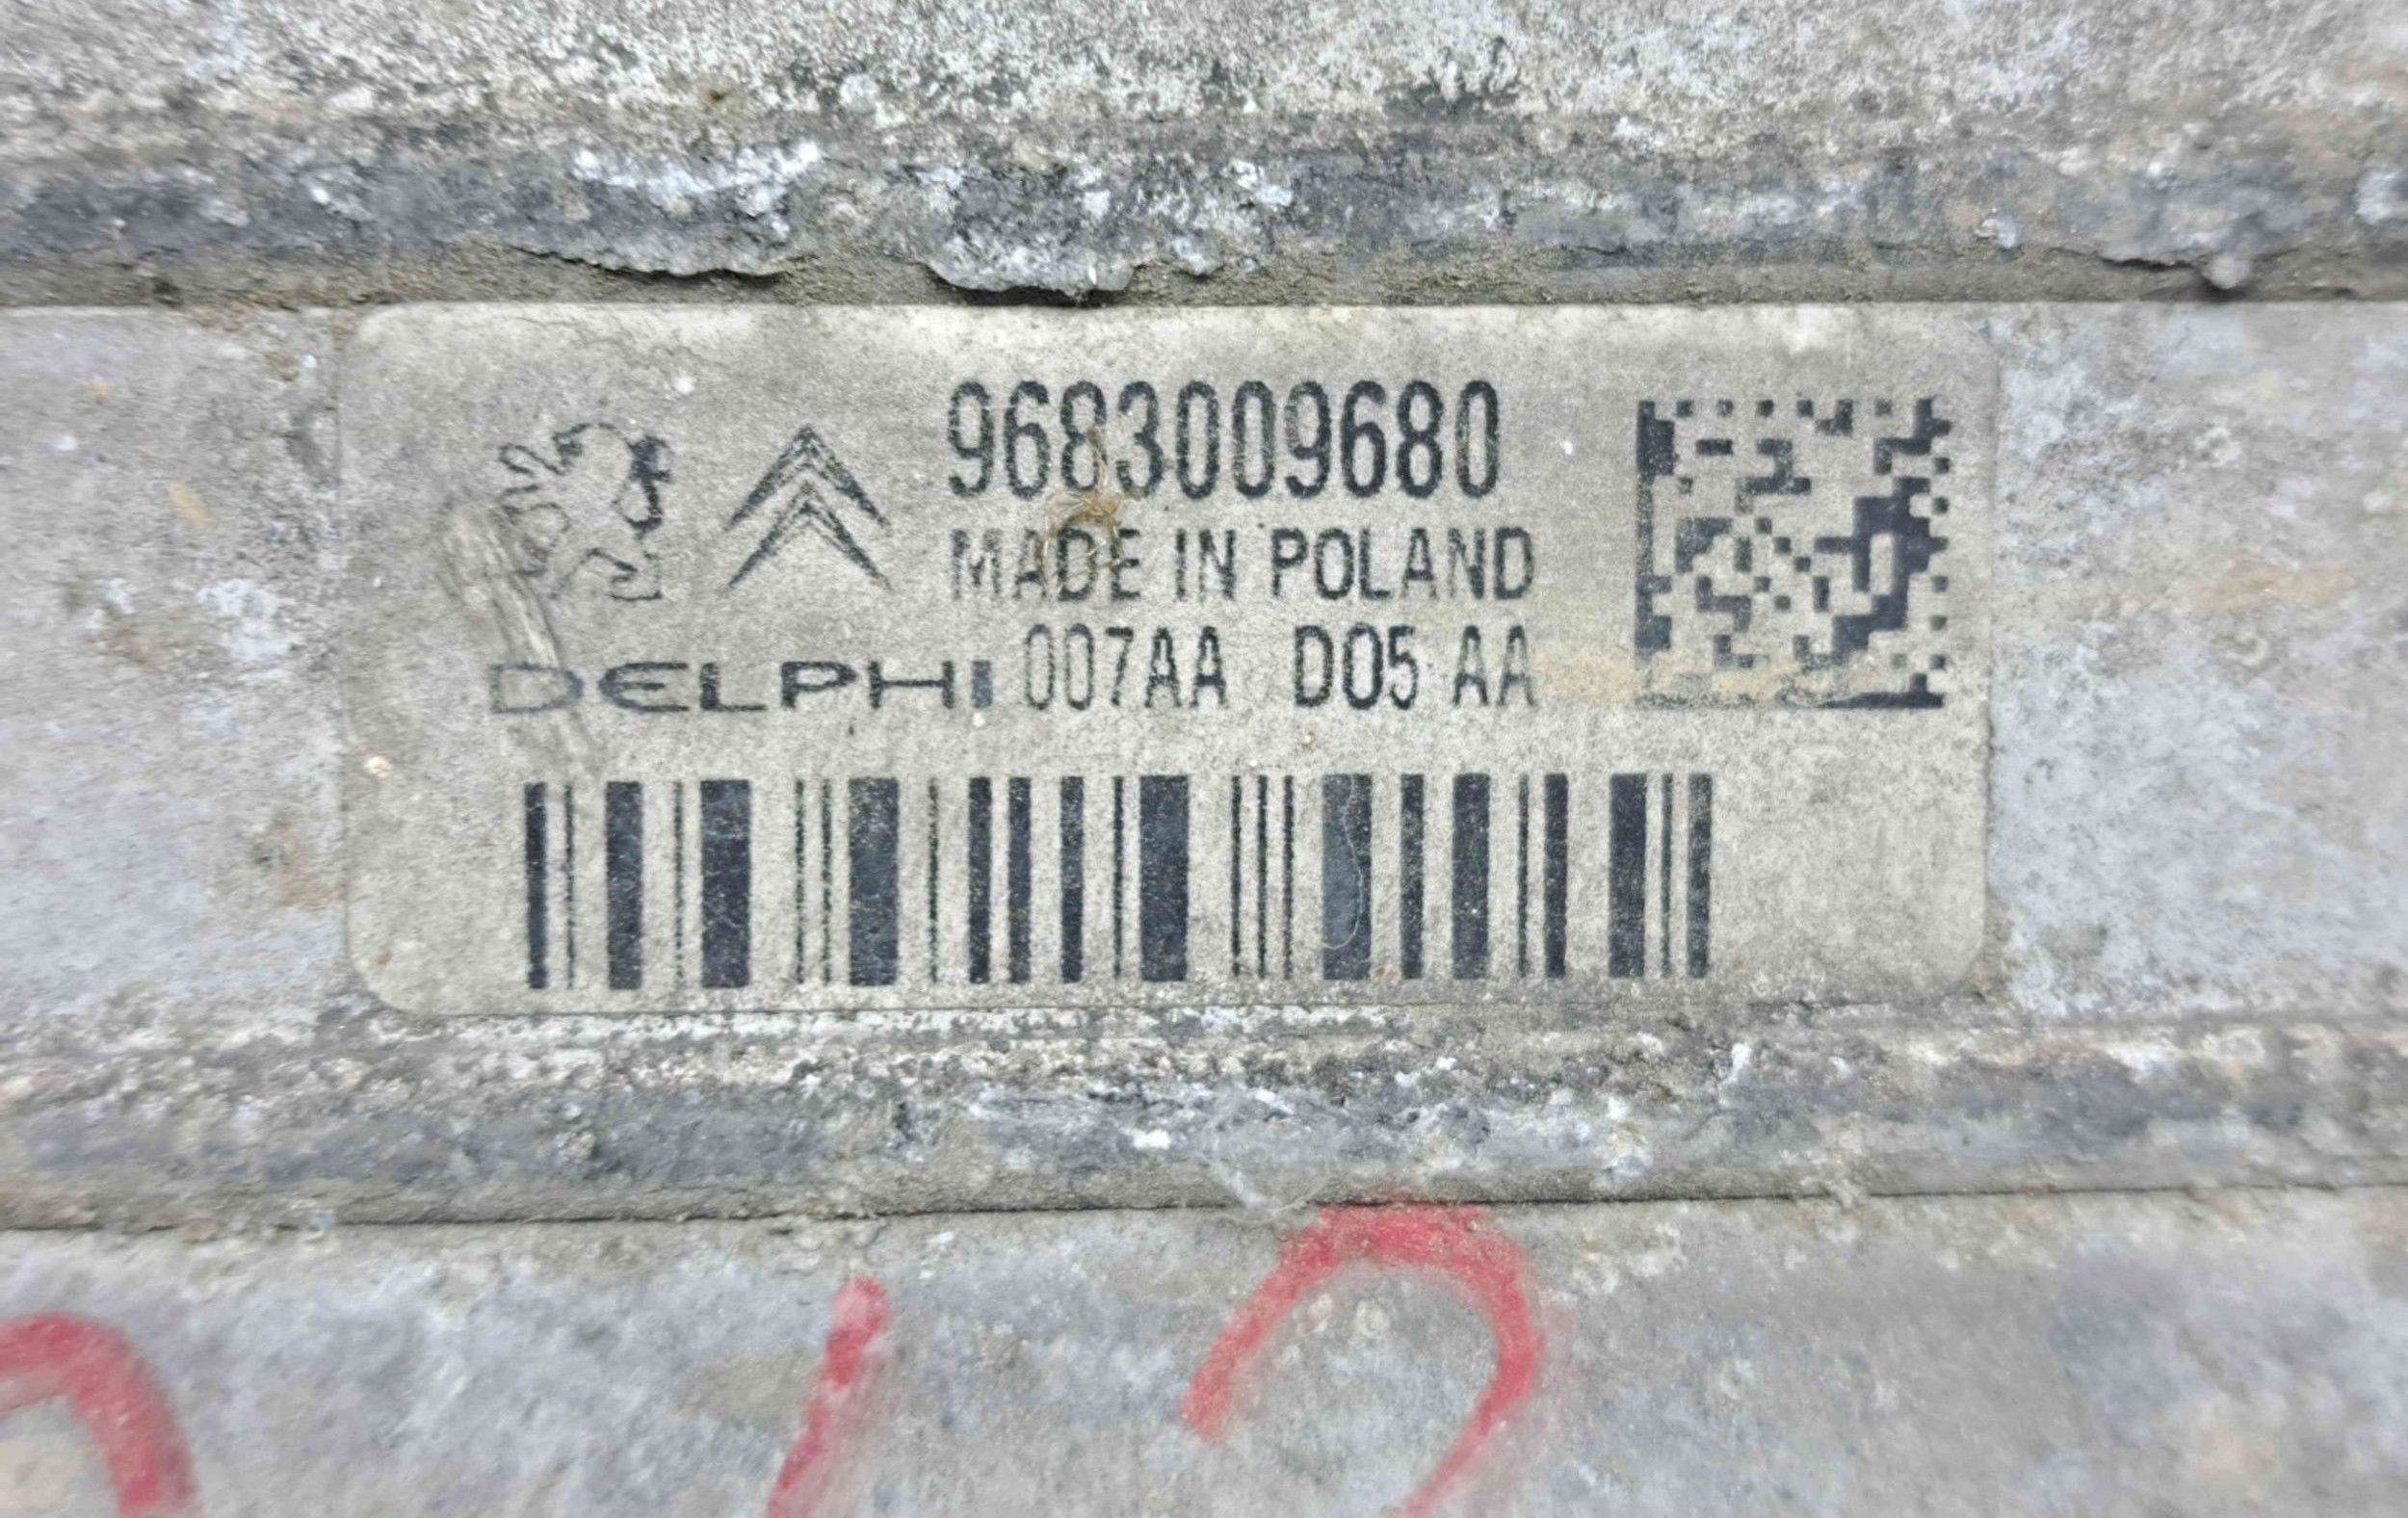 9683009680
MADE IN POLAND
DELPHI 007AA D05 AA